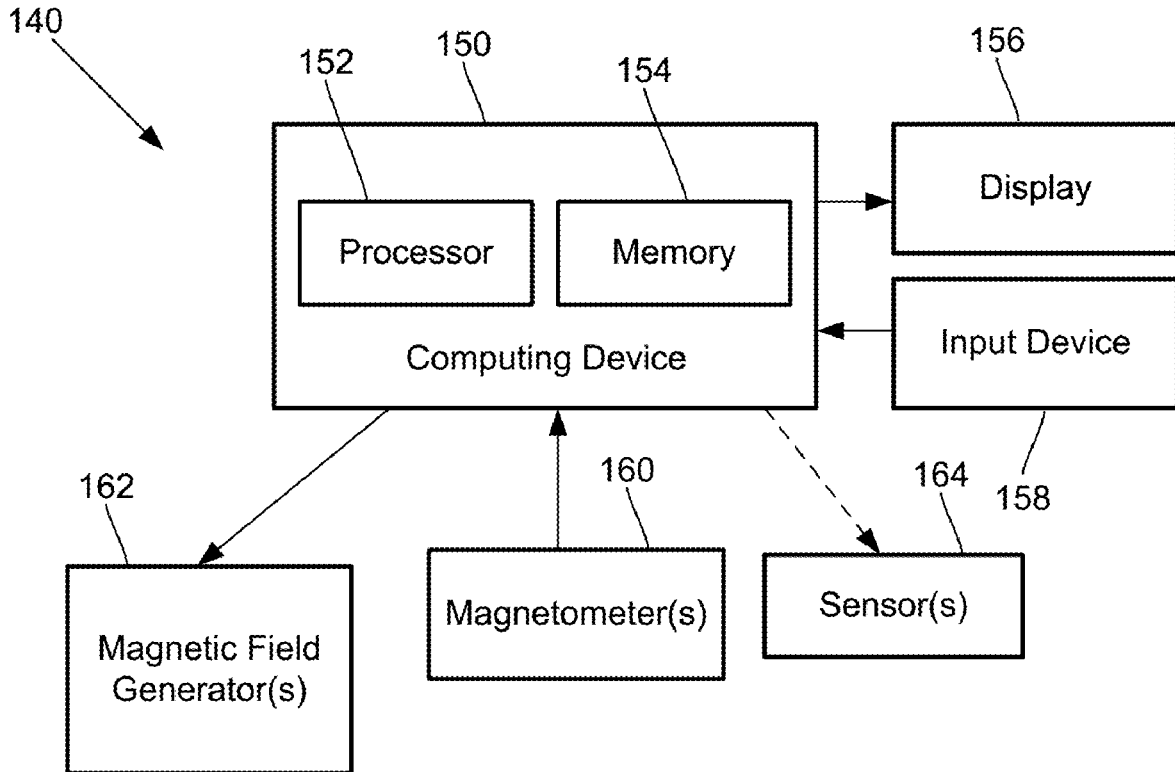 140
150
156
152
154
Display
Processor
Memory
Input Device
Computing Device
162
160
164
158
Magnetometer(s)
Sensor(s)
Magnetic Field
Generator(s)